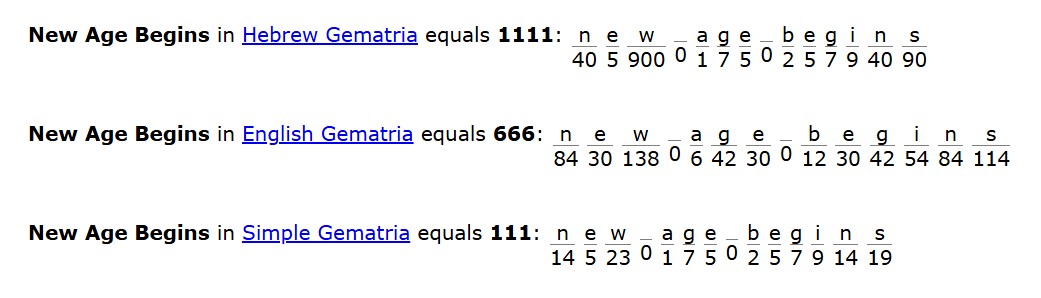 New Age Begins in Hebrew Gematria equals 1111: n e w _ a g e _ b e g i n s
40 5 900 0 1 7 5 0 2 5 7 9 40 90
New Age Begins in English Gematria equals 666: n e w _ a g e _ b e g i n s
84 30 138 0 6 42 30 0 12 30 42 54 84 114
New Age Begins in Simple Gematria equals 111: n e w _ a g e _ b e g i n s
14 5 23 0 1 7 5 0 2 5 7 9 14 19